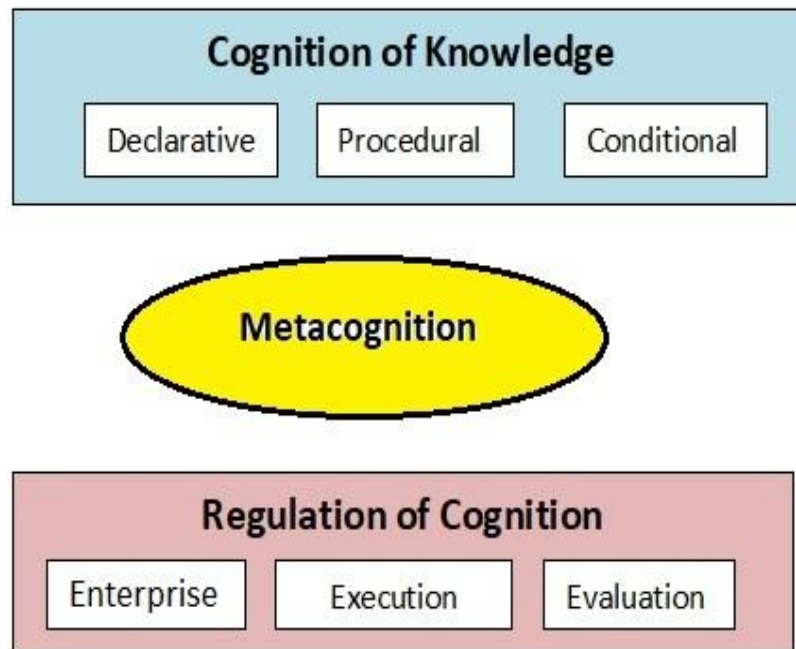 Cognition of Knowledge
Declarative Procedural Conditional
Metacognition
Regulation of Cognition
Enterprise Execution Evaluation